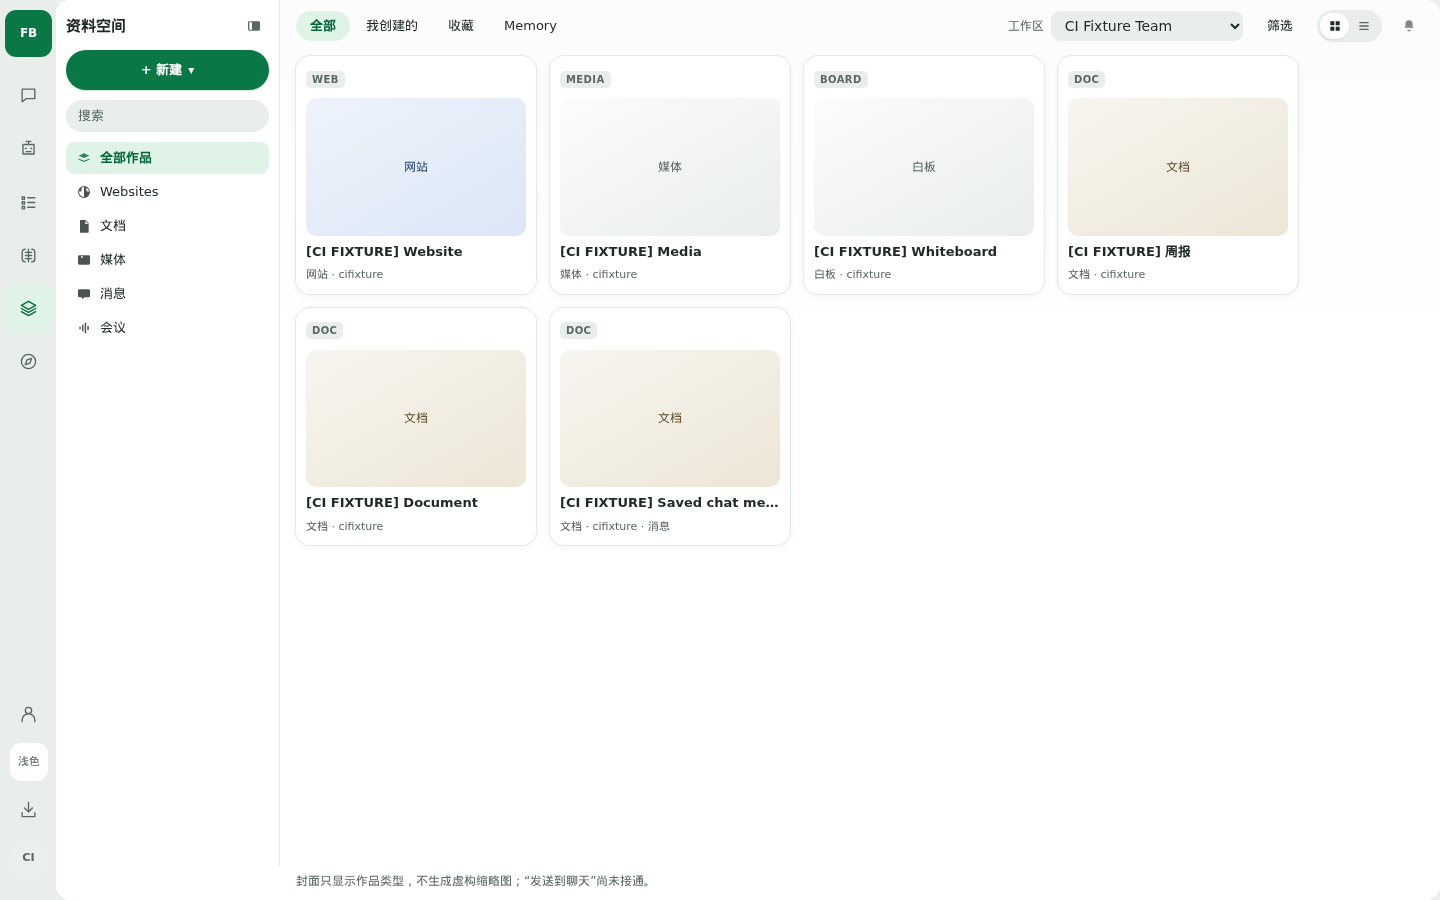 FB
资料空间
+ 新建 ▾
搜索
全部作品
Websites
文档
媒体
消息
会议
浅色
CI
全部
我创建的
收藏
Memory
工作区
CI Fixture Team
筛选
WEB
网站
[CI FIXTURE] Website
网站 · cifixture
MEDIA
媒体
[CI FIXTURE] Media
媒体 · cifixture
BOARD
白板
[CI FIXTURE] Whiteboard
白板 · cifixture
DOC
文档
[CI FIXTURE] 周报
文档 · cifixture
DOC
文档
[CI FIXTURE] Document
文档 · cifixture
DOC
文档
[CI FIXTURE] Saved chat me…
文档 · cifixture · 消息
封面只显示作品类型，不生成虚构缩略图；“发送到聊天”尚未接通。